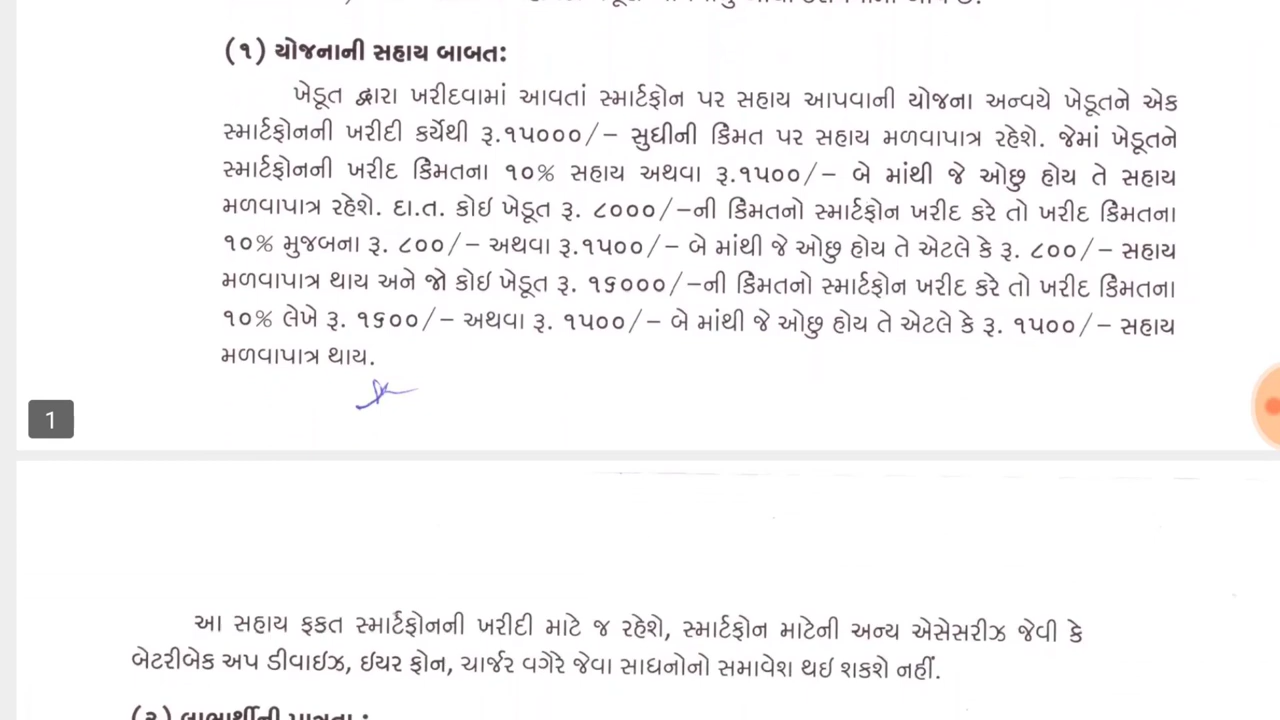 (૧) યોજનાની સહાય બાબત:
ખેડૂત દ્વારા ખરીદવામાં આવતાં સ્માર્ટફોન પર સહાય આપવાની યોજના અન્વયે ખેડૂતને એક
સ્માર્ટફોનની ખરીદી કર્યેથી રૂ.૧૫૦૦૦/- સુધીની કિંમત પર સહાય મળવાપાત્ર રહેશે. જેમાં ખેડૂતને
સ્માર્ટફોનની ખરીદ કિંમતના ૧૦% સહાય અથવા રૂ.૧૫૦૦/- બે માંથી જે ઓછુ હોય તે સહાય
મળવાપાત્ર રહેશે. દા.ત. કોઇ ખેડૂત રૂ. ૮૦૦૦/-ની કિંમતનો સ્માર્ટફોન ખરીદ કરે તો ખરીદ કિંમતના
૧૦% મુજબના રૂ. ૮૦૦/- અથવા રૂ.૧૫૦૦/- બે માંથી જે ઓછુ હોય તે એટલે કે રૂ. ૮૦૦/- સહાય
મળવાપાત્ર થાય અને જો કોઇ ખેડૂત રૂ. ૧૬૦૦૦/-ની કિંમતનો સ્માર્ટફોન ખરીદ કરે તો ખરીદ કિંમતના
૧૦% લેખે રૂ. ૧૬૦૦/- અથવા રૂ. ૧૫૦૦/- બે માંથી જે ઓછુ હોય તે એટલે કે રૂ. ૧૫૦૦/- સહાય
મળવાપાત્ર થાય.
1
આ સહાય ફકત સ્માર્ટફોનની ખરીદી માટે જ રહેશે, સ્માર્ટફોન માટેની અન્ય એસેસરીઝ જેવી કે
બેટરીબેક અપ ડીવાઇઝ, ઇયર ફોન, ચાર્જર વગેરે જેવા સાધનોનો સમાવેશ થઇ શકશે નહીં.
(૨) લાભાર્થીની પાત્રતા :